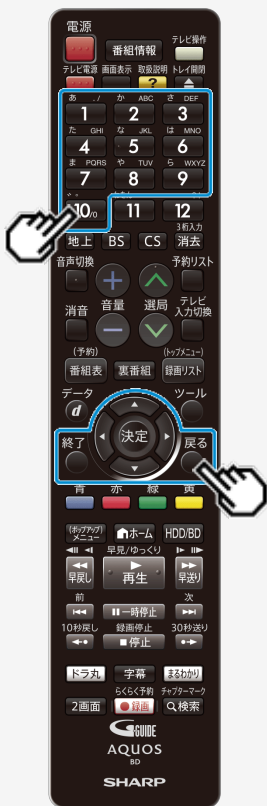 電源
番組情報
テレビ操作
テレビ電源 画面表示 取扱説明 トレイ開閉
?
あ ./ か ABC さ DEF
1 2 3
た GHI な JKL は MNO
4 5 6
ま PQRS や TUV ら WXYZ
7 8 9
10/0 11 12
3桁入力
地上 BS CS 消去
音声切換 予約リスト
+
消音 音量 選局 テレビ入力切換
−
(予約) (トップメニュー)
番組表 裏番組 録画リスト
データ ツール
d
終了 決定 戻る
青 赤 緑 黄
(ポップアップ)
メニュー ホーム HDD/BD
早見/ゆっくり
早戻し 再生 早送り
前 次
一時停止
10秒戻し 録画停止 30秒送り
停止
ドラ丸 字幕 まるわかり
らくらく予約 チャプターマーク
2画面 録画 検索
G GUIDE
AQUOS
BD
SHARP